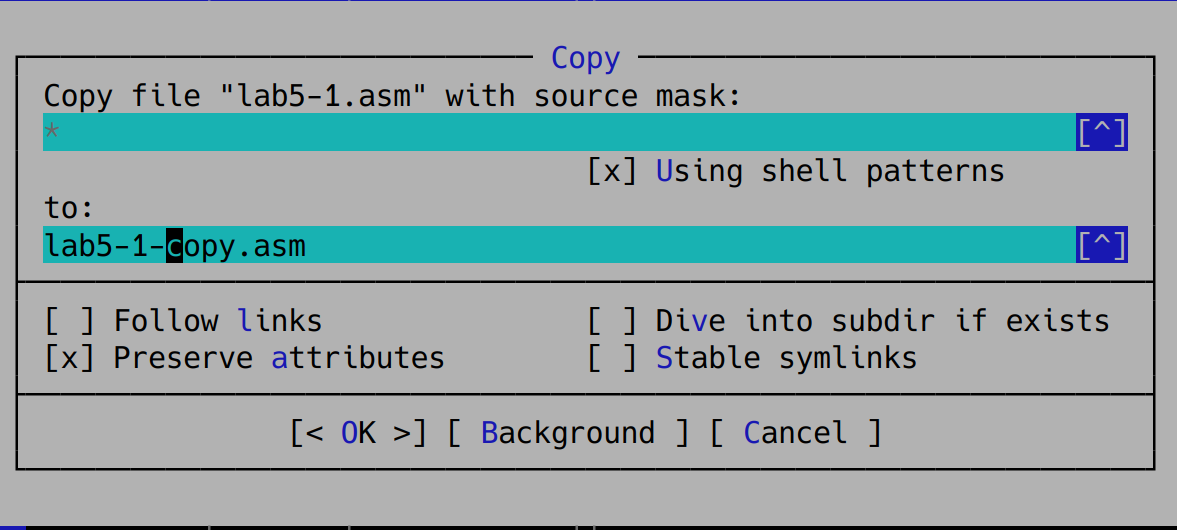 Copy
Copy file "lab5-1.asm" with source mask:
* [^]
[x] Using shell patterns
to:
lab5-1-copy.asm [^]
[ ] Follow links [ ] Dive into subdir if exists
[x] Preserve attributes [ ] Stable symlinks
[< OK >] [ Background ] [ Cancel ]